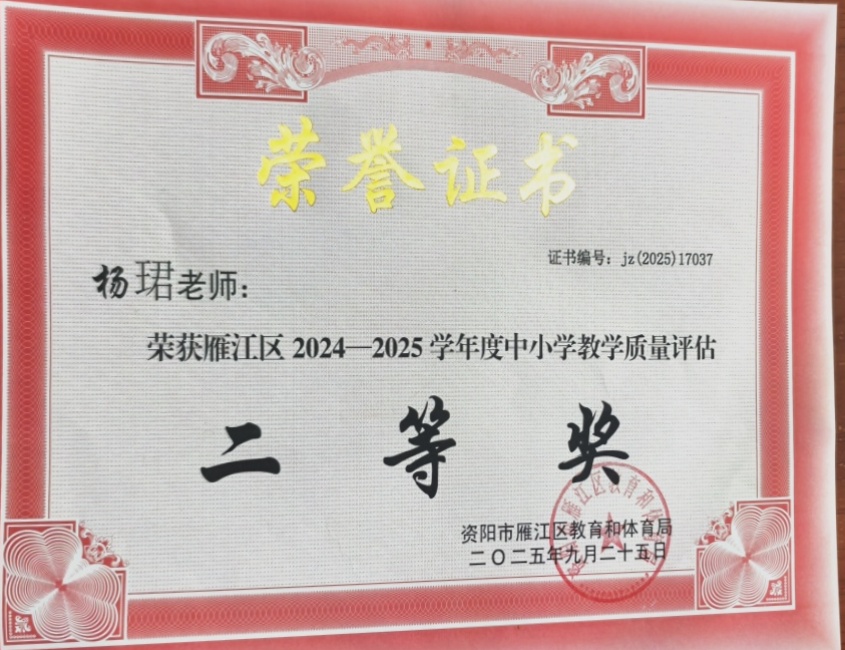 荣誉证书
证书编号：jz(2025)17037
杨珺老师：
荣获雁江区2024—2025学年度中小学教学质量评估
二等奖
资阳市雁江区教育和体育局
二〇二五年九月二十五日